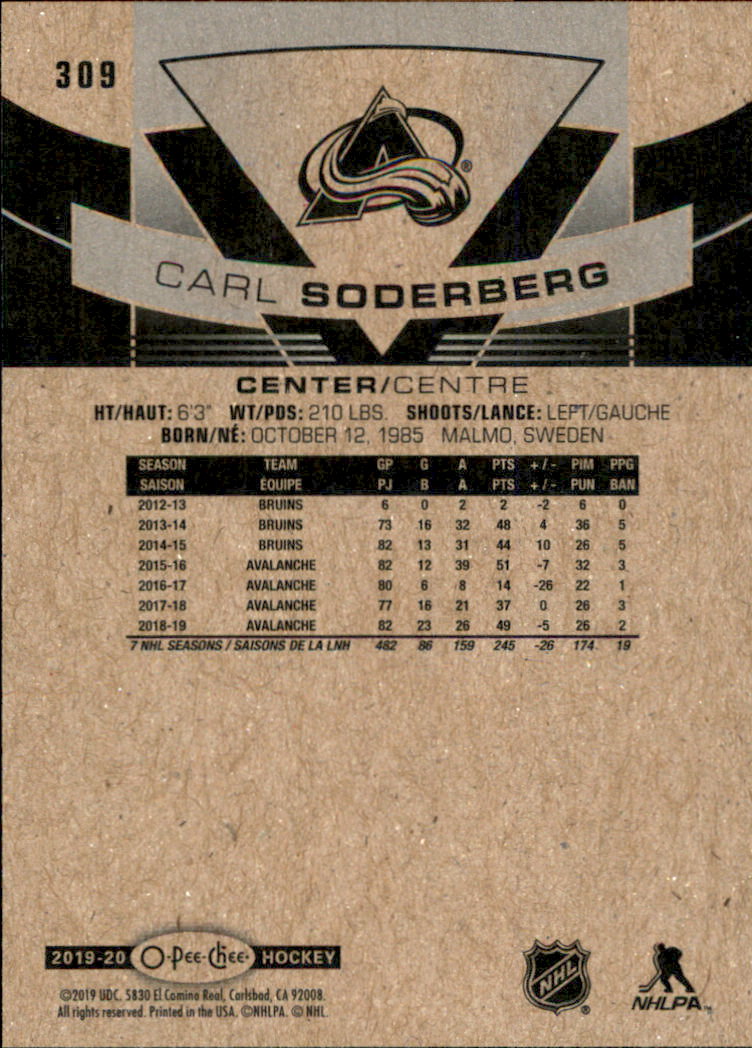 309
CARL SODERBERG
CENTER/CENTRE
HT/HAUT: 6'3" WT/PDS: 210 LBS. SHOOTS/LANCE: LEFT/GAUCHE
BORN/NÉ: OCTOBER 12, 1985 MALMO, SWEDEN
SEASON TEAM GP G A PTS +/- PIM PPG
SAISON ÉQUIPE PJ B A PTS +/- PUN BAN
2012-13 BRUINS 6 0 2 2 -2 6 0
2013-14 BRUINS 73 16 32 48 4 36 5
2014-15 BRUINS 82 13 31 44 10 26 5
2015-16 AVALANCHE 82 12 39 51 -7 32 3
2016-17 AVALANCHE 80 6 8 14 -26 22 1
2017-18 AVALANCHE 77 16 21 37 0 26 3
2018-19 AVALANCHE 82 23 26 49 -5 26 2
7 NHL SEASONS / SAISONS DE LA LNH 482 86 159 245 -26 174 19
2019-20 O-Pee-Chee HOCKEY
©2019 UDC. 5830 El Camino Real, Carlsbad, CA 92008.
All rights reserved. Printed in the USA. ©NHLPA. © NHL.
NHL ®
NHLPA™